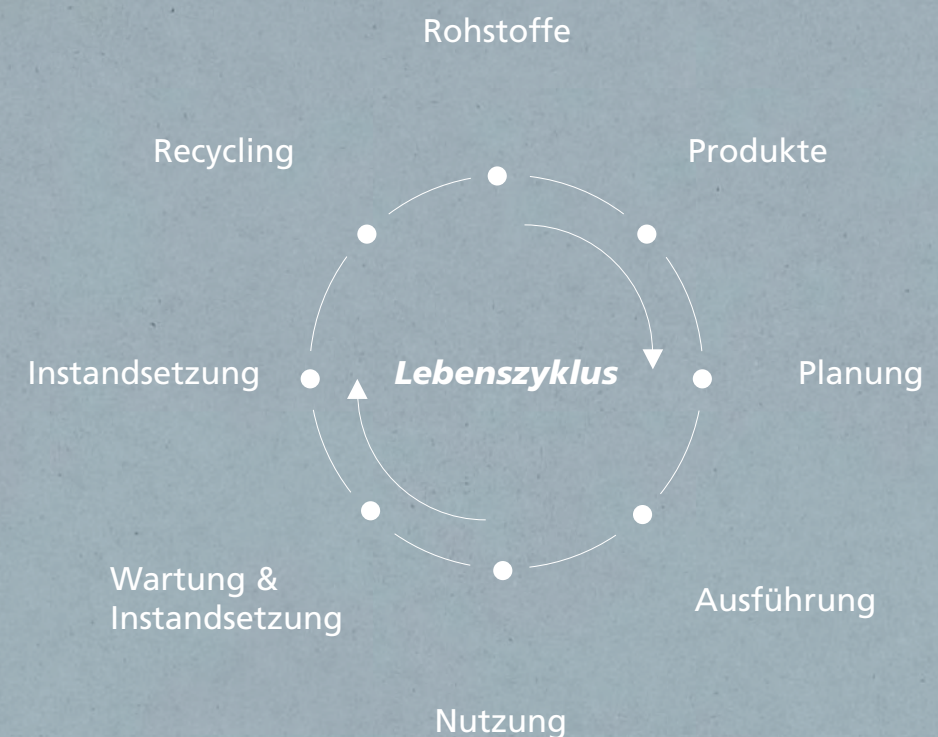 Rohstoffe
Recycling
Produkte
Instandsetzung
Lebenszyklus
Planung
Wartung &
Instandsetzung
Ausführung
Nutzung